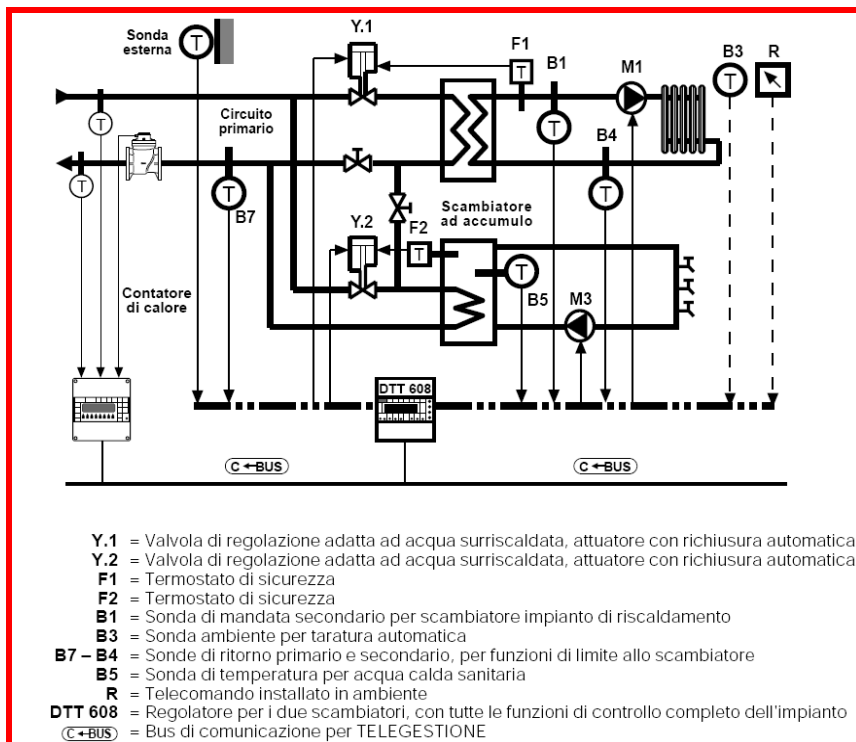 Sonda
esterna
T
Y.1
F1
T
B1
M1
B3
T
R
T
Circuito
primario
T
B4
T
T
T
B7
Scambiatore
ad accumulo
Y.2
F2
T
T
B5
M3
Contatore
di calore
DTT 608
C BUS
C BUS
Y.1 = Valvola di regolazione adatta ad acqua surriscaldata, attuatore con richiusura automatica
Y.2 = Valvola di regolazione adatta ad acqua surriscaldata, attuatore con richiusura automatica
F1 = Termostato di sicurezza
F2 = Termostato di sicurezza
B1 = Sonda di mandata secondario per scambiatore impianto di riscaldamento
B3 = Sonda ambiente per taratura automatica
B7 – B4 = Sonde di ritorno primario e secondario, per funzioni di limite allo scambiatore
B5 = Sonda di temperatura per acqua calda sanitaria
R = Telecomando installato in ambiente
DTT 608 = Regolatore per i due scambiatori, con tutte le funzioni di controllo completo dell'impianto
C BUS = Bus di comunicazione per TELEGESTIONE